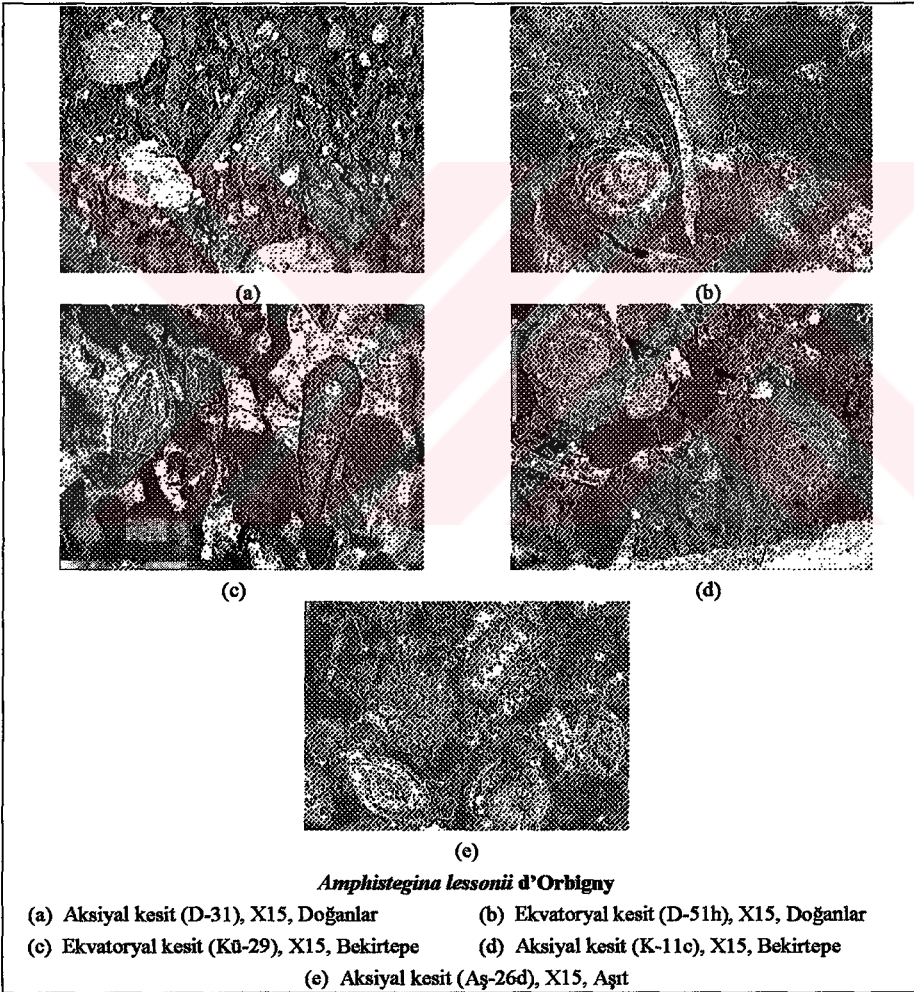 (a)
(b)
(c)
(d)
(e)
Amphistegina lessonii d'Orbigny
(a) Aksiyal kesit (D-31), X15, Doğanlar
(b) Ekvatoryal kesit (D-51h), X15, Doğanlar
(c) Ekvatoryal kesit (Kü-29), X15, Bekirtepe
(d) Aksiyal kesit (K-11c), X15, Bekirtepe
(e) Aksiyal kesit (Aş-26d), X15, Aşıt